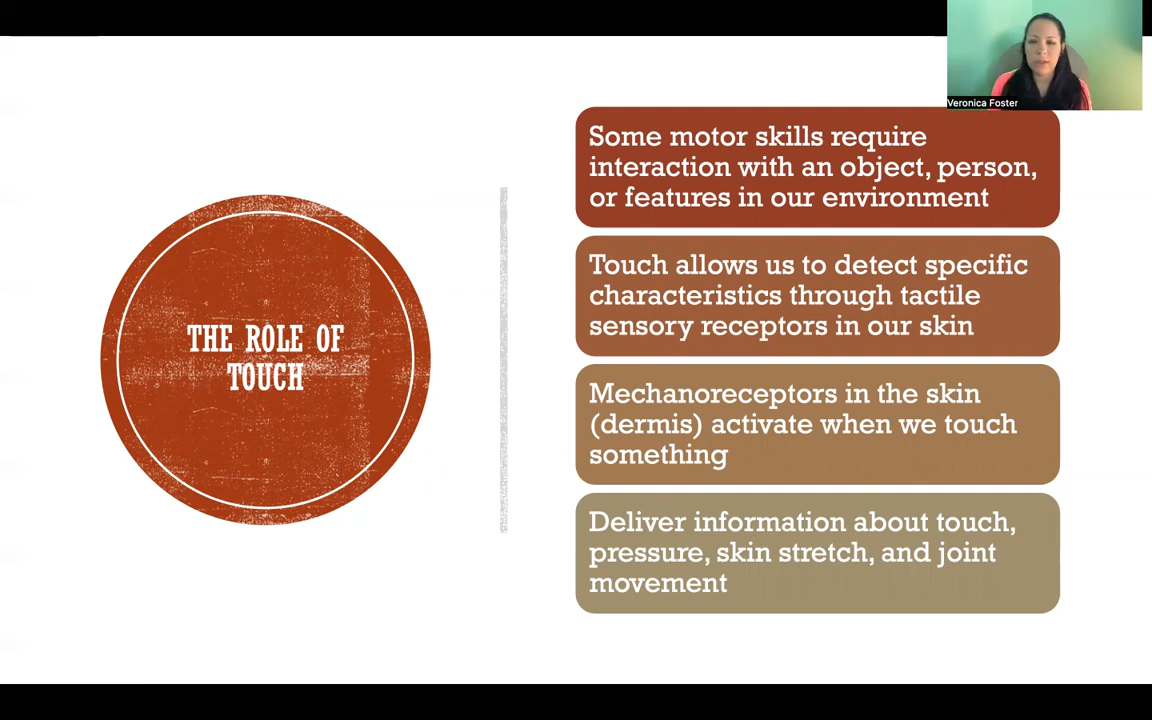 Veronica Foster
THE ROLE OF
TOUCH
Some motor skills require
interaction with an object, person,
or features in our environment
Touch allows us to detect specific
characteristics through tactile
sensory receptors in our skin
Mechanoreceptors in the skin
(dermis) activate when we touch
something
Deliver information about touch,
pressure, skin stretch, and joint
movement